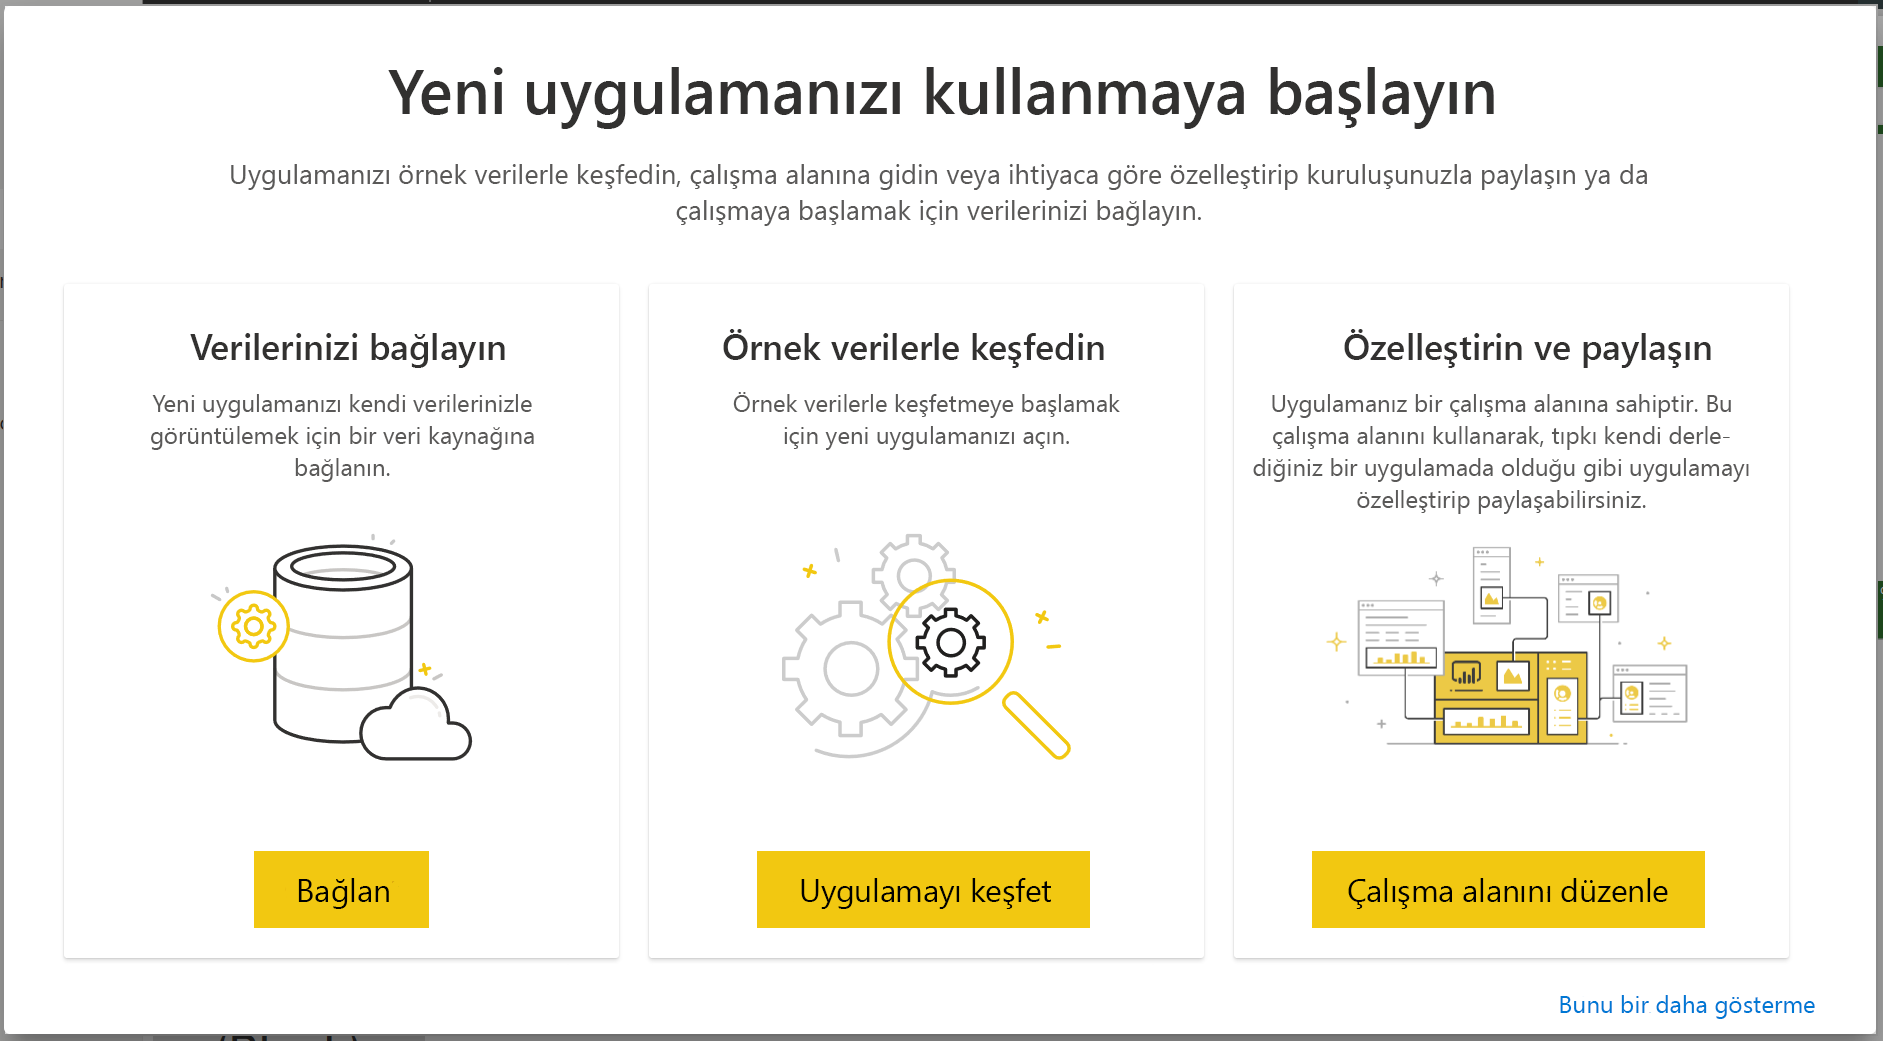 Yeni uygulamanızı kullanmaya başlayın
Uygulamanızı örnek verilerle keşfedin, çalışma alanına gidin veya ihtiyaca göre özelleştirip kuruluşunuzla paylaşın ya da
çalışmaya başlamak için verilerinizi bağlayın.
Verilerinizi bağlayın
Yeni uygulamanızı kendi verilerinizle
görüntülemek için bir veri kaynağına
bağlanın.
Bağlan
Örnek verilerle keşfedin
Örnek verilerle keşfetmeye başlamak
için yeni uygulamanızı açın.
Uygulamayı keşfet
Özelleştirin ve paylaşın
Uygulamanız bir çalışma alanına sahiptir. Bu
çalışma alanını kullanarak, tıpkı kendi derle-
diğiniz bir uygulamada olduğu gibi uygulamayı
özelleştirip paylaşabilirsiniz.
Çalışma alanını düzenle
Bunu bir daha gösterme